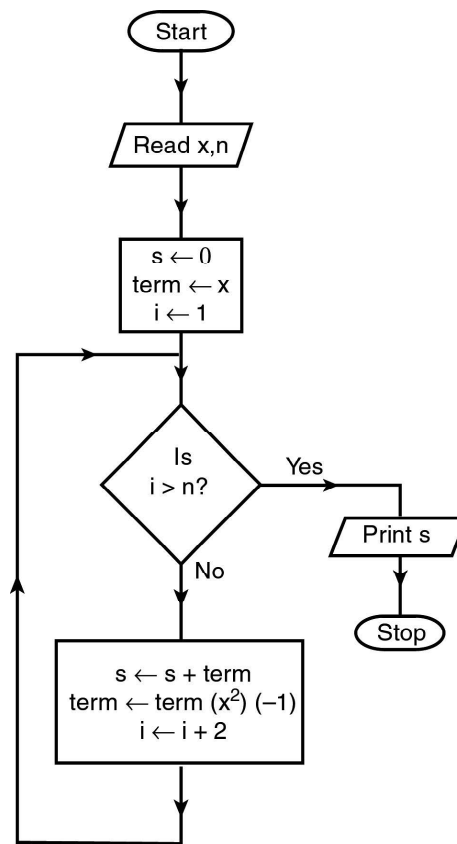 Start
Read x,n
s ← 0
term ← x
i ← 1
Is
i > n?
Yes
Print s
Stop
No
s ← s + term
term ← term (x²) (–1)
i ← i + 2